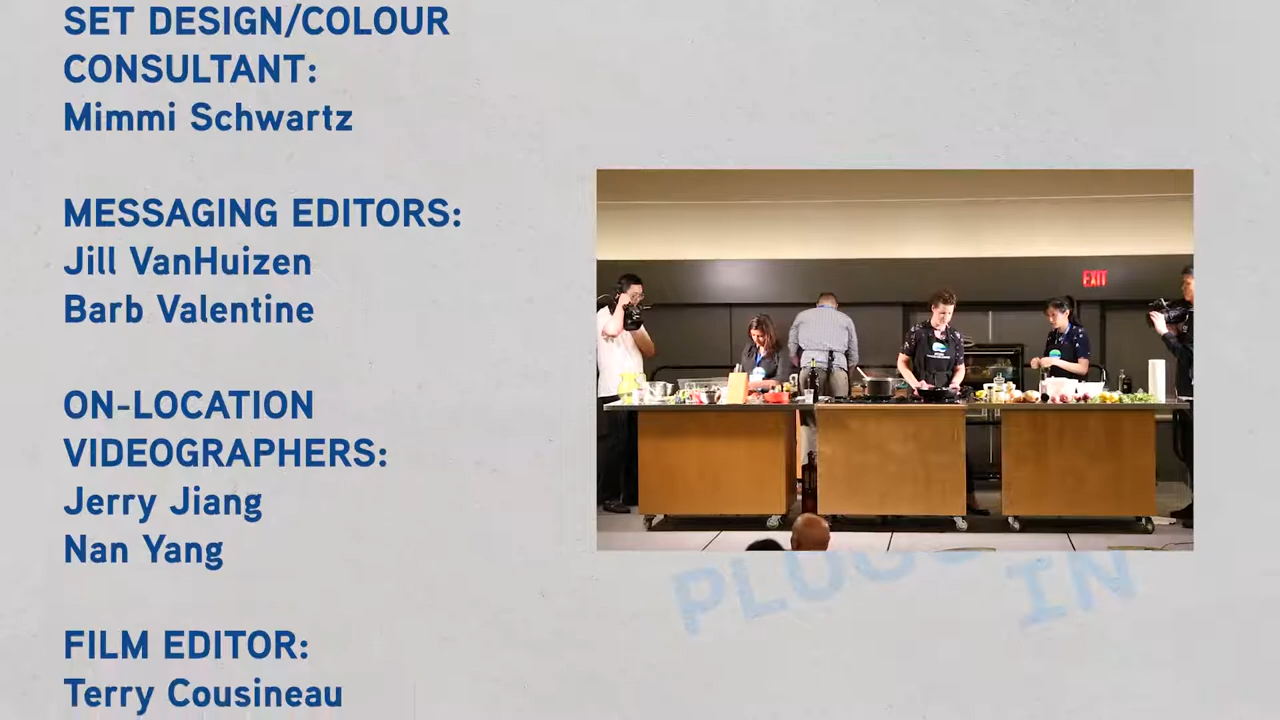 SET DESIGN/COLOUR
CONSULTANT:
Mimmi Schwartz
MESSAGING EDITORS:
Jill VanHuizen
Barb Valentine
ON-LOCATION
VIDEOGRAPHERS:
Jerry Jiang
Nan Yang
FILM EDITOR:
Terry Cousineau
EXIT
IN